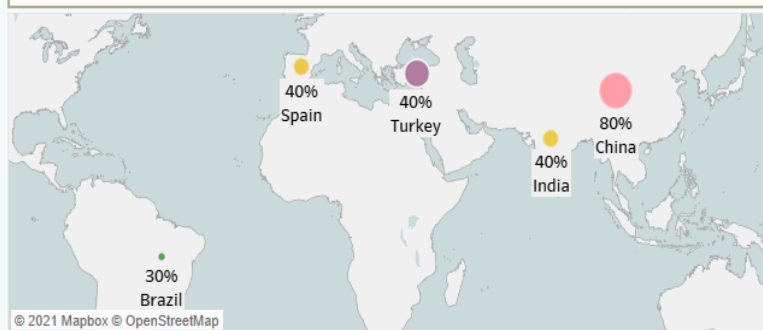 40%
Spain
40%
Turkey
80%
China
40%
India
30%
Brazil
© 2021 Mapbox © OpenStreetMap